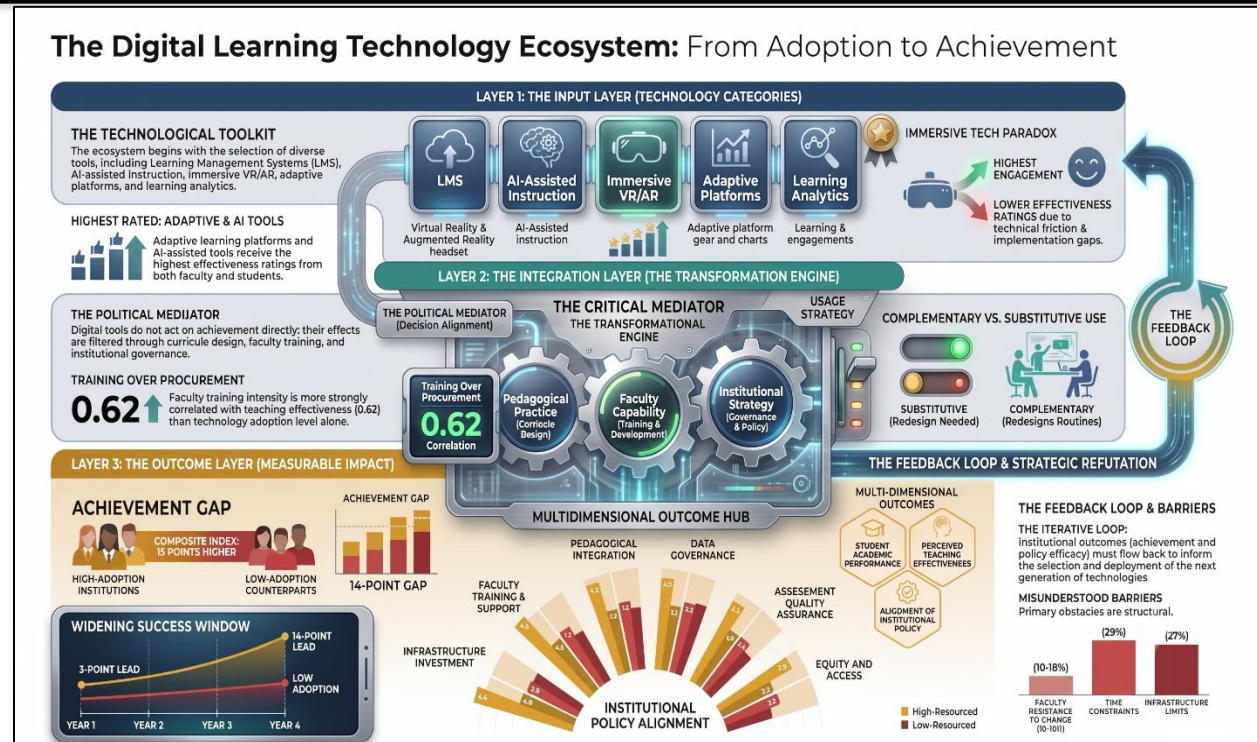 The Digital Learning Technology Ecosystem: From Adoption to Achievement
LAYER 1: THE INPUT LAYER (TECHNOLOGY CATEGORIES)
THE TECHNOLOGICAL TOOLKIT
The ecosystem begins with the selection of diverse
tools, including Learning Management Systems (LMS),
AI-assisted Instruction, immersive VR/AR, adaptive
platforms, and learning analytics.
HIGHEST RATED: ADAPTIVE & AI TOOLS
Adaptive learning platforms and
AI-assisted tools receive the
highest effectiveness ratings from
both faculty and students.
LMS
Virtual Reality &
Augmented Reality
headset
AI-Assisted
Instruction
AI-Assisted
instruction
Immersive
VR/AR
Adaptive
Platforms
Adaptive platform
gear and charts
Learning
Analytics
Learning &
engagements
IMMERSIVE TECH PARADOX
HIGHEST
ENGAGEMENT
LOWER EFFECTIVENESS
RATINGS due to
technical friction &
implementation gaps.
LAYER 2: THE INTEGRATION LAYER (THE TRANSFORMATION ENGINE)
THE POLITICAL MEDIJATOR
Digital tools do not act on achievement directly: their effects
are filtered through curricule design, faculty training, and
institutional governance.
TRAINING OVER PROCUREMENT
0.62
Faculty training intensity is more strongly
correlated with teaching effectiveness (0.62)
than technology adoption level alone.
THE POLITICAL MEDIATOR
(Decision Alignment)
THE CRITICAL MEDIATOR
THE TRANSFORMATIONAL
ENGINE
USAGE
STRATEGY
Training Over
Procurement
0.62
Correlation
Pedagogical
Practice
(Corriocle
Design)
Faculty
Capability
(Training &
Development)
Institutional
Strategy
(Governance
& Policy)
MULTIDIMENSIONAL OUTCOME HUB
COMPLEMENTARY VS. SUBSTITUTIVE USE
SUBSTITUTIVE
(Redesign Needed)
COMPLEMENTARY
(Redesigns Routines)
THE
FEEDBACK
LOOP
THE FEEDBACK LOOP & STRATEGIC REFUTATION
LAYER 3: THE OUTCOME LAYER (MEASURABLE IMPACT)
ACHIEVEMENT GAP
COMPOSITE INDEX:
15 POINTS HIGHER
HIGH-ADOPTION
INSTITUTIONS
LOW-ADOPTION
COUNTERPARTS
ACHIEVEMENT GAP
14-POINT GAP
WIDENING SUCCESS WINDOW
3-POINT LEAD
14-POINT
LEAD
LOW
ADOPTION
YEAR 1
YEAR 2
YEAR 3
YEAR 4
INFRASTRUCTURE
INVESTMENT
FACULTY
TRAINING &
SUPPORT
PEDAGOGICAL
INTEGRATION
DATA
GOVERNANCE
ASSESEMENT
QUALITY
ASSURANCE
EQUITY AND
ACCESS
4.4
2.9
INSTITUTIONAL
POLICY ALIGNMENT
High-Resourced
Low-Resourced
MULTI-DIMENSIONAL
OUTCOMES
STUDENT
ACADEMIC
PERFORMANCE
PERCEIVED
TEACHING
EFFECTIVENEES
ALIGDMENT OF
INSTITUTIONAL
POLICY
THE FEEDBACK LOOP & BARRIERS
THE ITERATIVE LOOP:
institutional outcomes (achievement and
policy efficacy) must flow back to inform
the selection and deployment of the next
generation of technologies
MISUNDERSTOOD BARRIERS
Primary obstacles are structural.
(10-18%)
(29%)
(27%)
FACULTY
RESISTANCE
TO CHANGE
(10-1011)
TIME
CONSTRAINTS
INFRASTRUCTURE
LIMITS